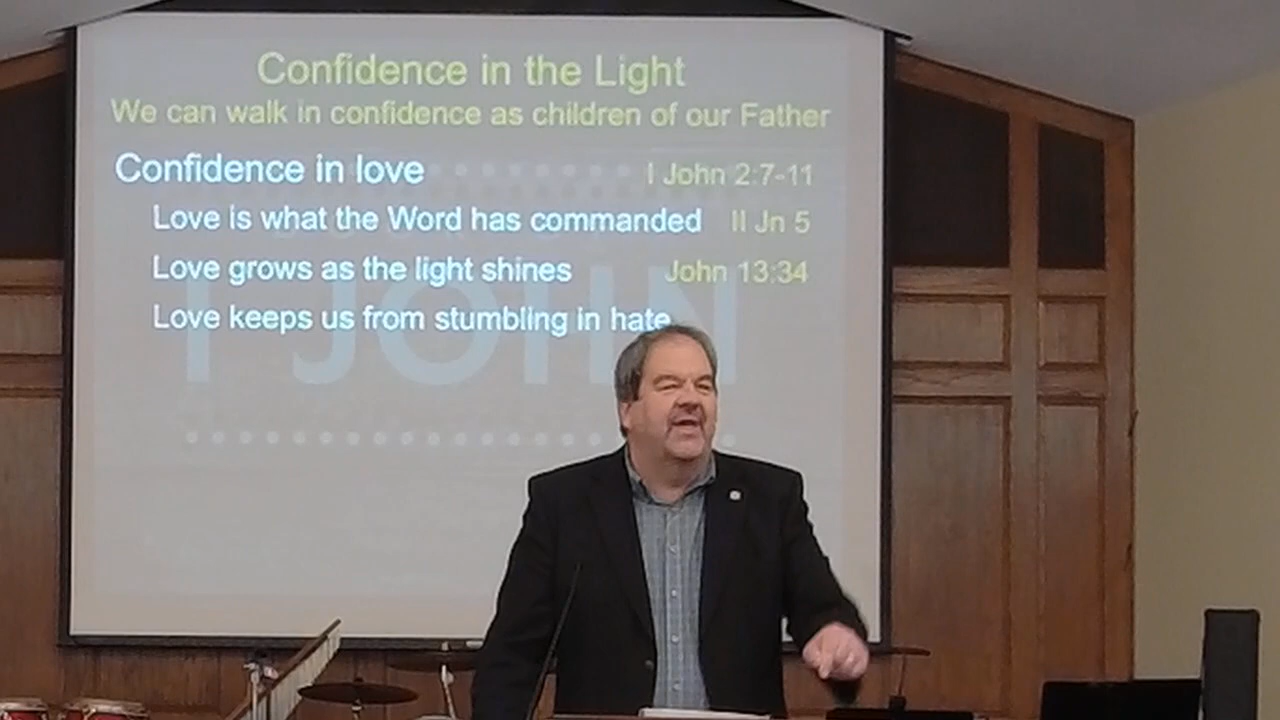 Confidence in the Light
We can walk in confidence as children of our Father
Confidence in love I John 2:7-11
Love is what the Word has commanded II Jn 5
Love grows as the light shines John 13:34
Love keeps us from stumbling in hate
I JOHN